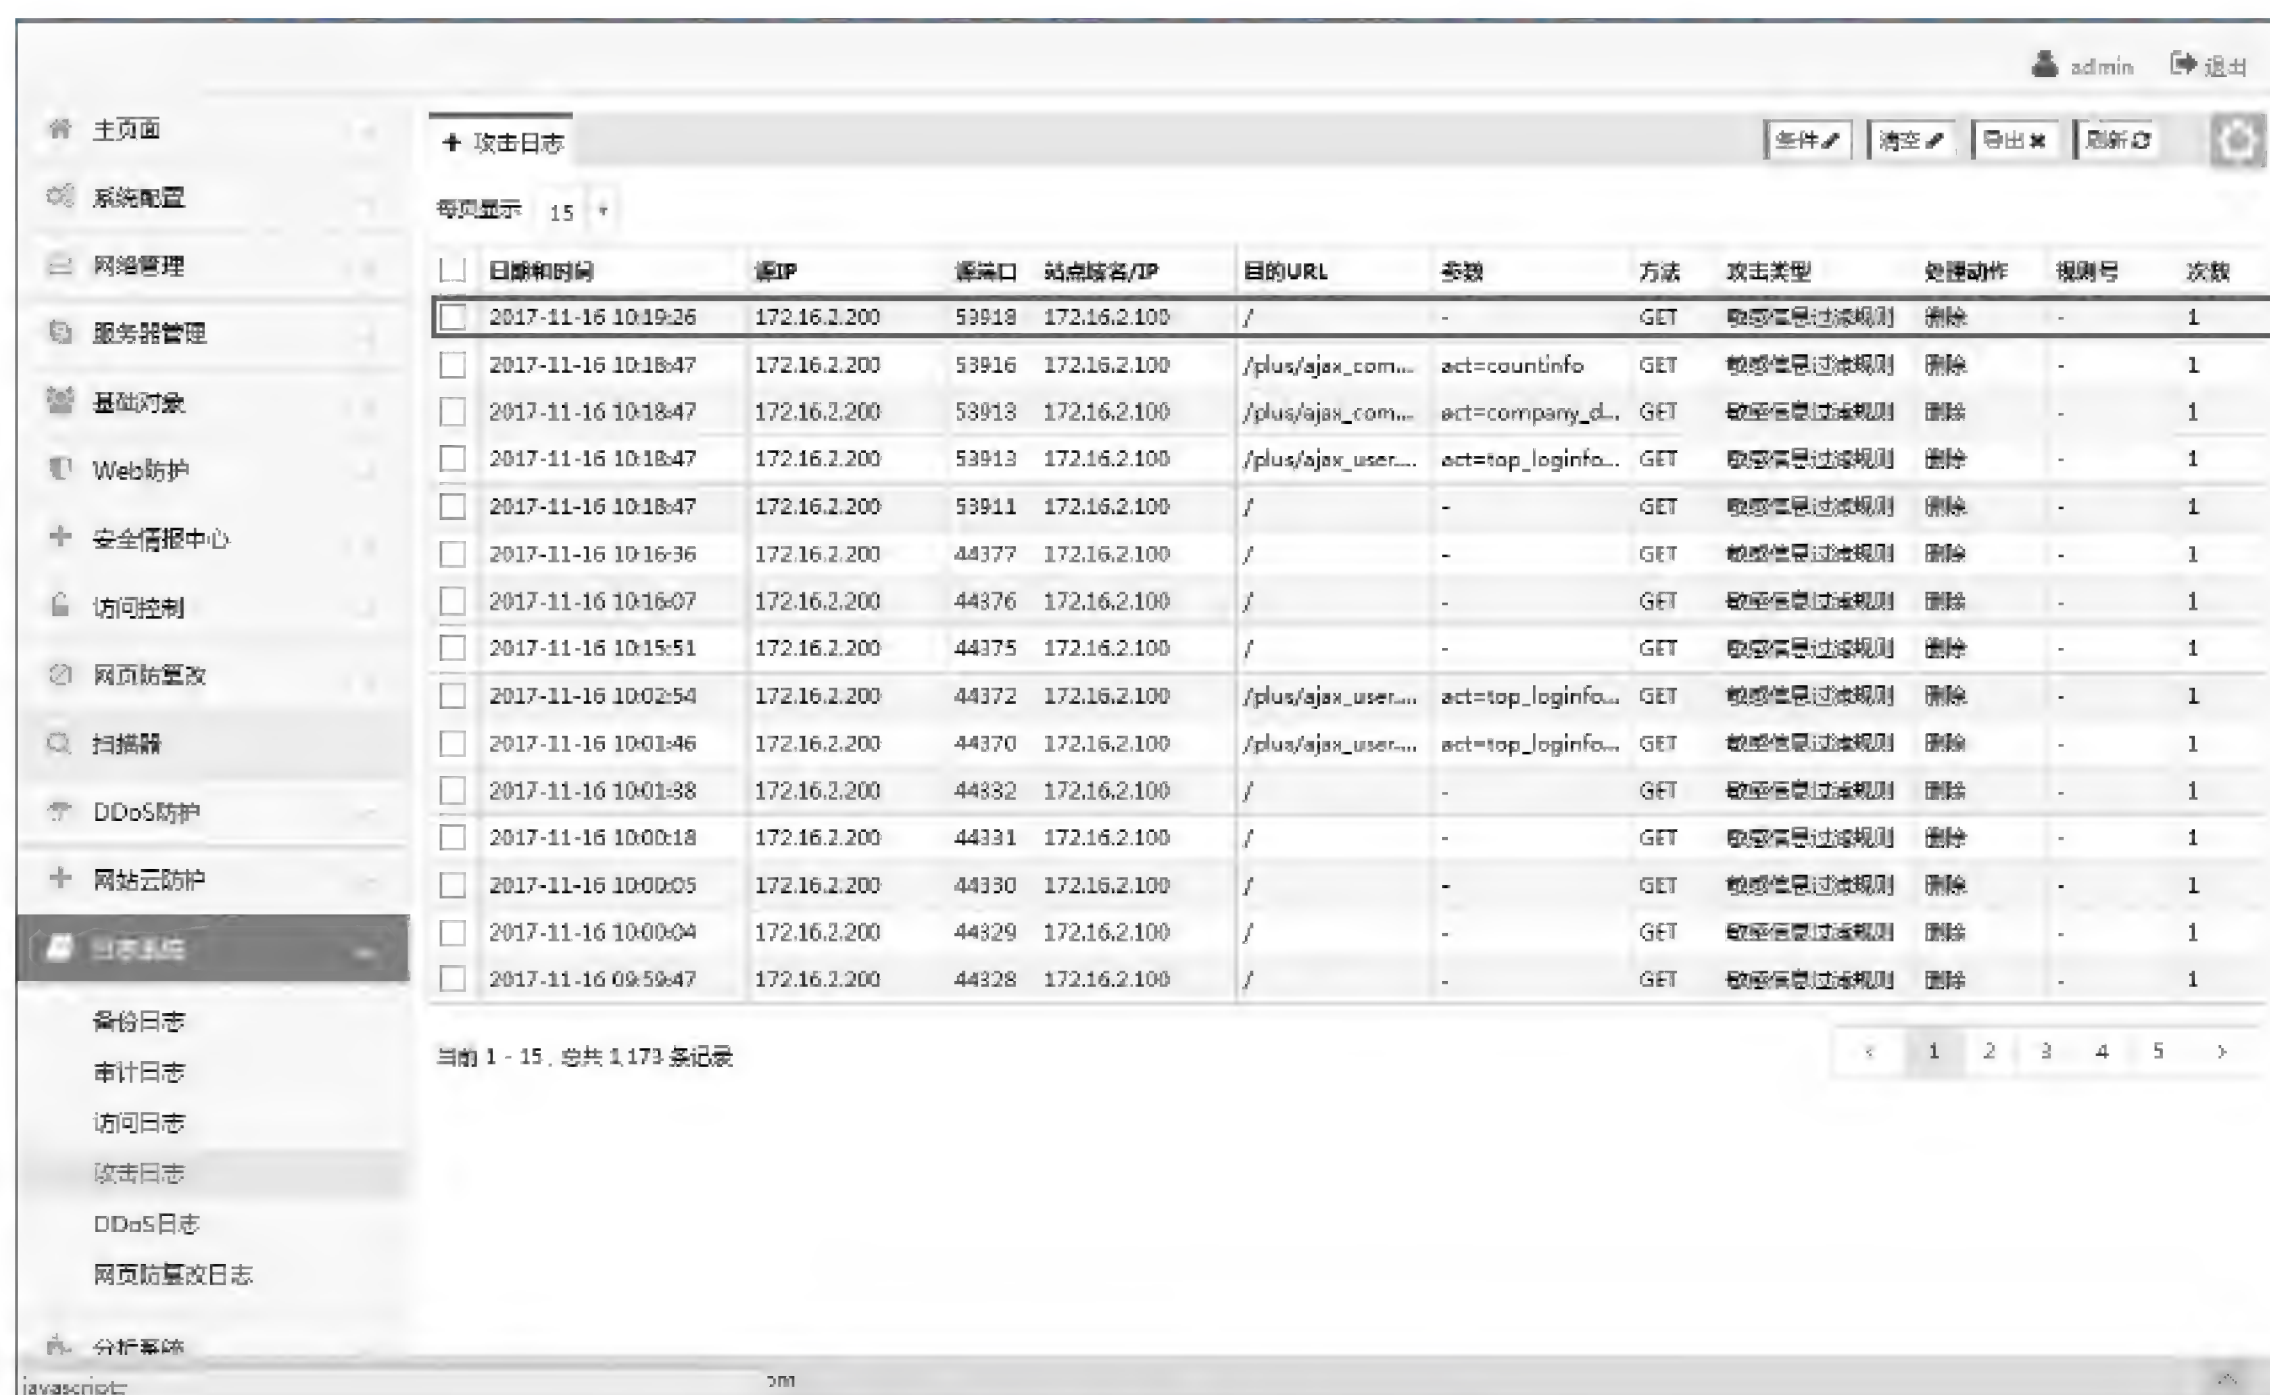 admin 退出
主页面
系统配置
网络管理
服务器管理
基础对象
Web防护
安全情报中心
访问控制
网页防篡改
扫描器
DDoS防护
网站云防护
日志系统
备份日志
审计日志
访问日志
攻击日志
DDoS日志
网页防篡改日志
分析系统
攻击日志 条件 清空 导出 刷新
每页显示 15
日期和时间 源IP 源端口 站点域名/IP 目的URL 参数 方法 攻击类型 处理动作 规则号 次数
2017-11-16 10:19:26 172.16.2.200 53918 172.16.2.100 / - GET 敏感信息过滤规则 删除 - 1
2017-11-16 10:18:47 172.16.2.200 53916 172.16.2.100 /plus/ajax_com... act=countinfo GET 敏感信息过滤规则 删除 - 1
2017-11-16 10:18:47 172.16.2.200 53913 172.16.2.100 /plus/ajax_com... act=company_d... GET 敏感信息过滤规则 删除 - 1
2017-11-16 10:18:47 172.16.2.200 53913 172.16.2.100 /plus/ajax_user.... act=top_loginfo... GET 敏感信息过滤规则 删除 - 1
2017-11-16 10:18:47 172.16.2.200 53911 172.16.2.100 / - GET 敏感信息过滤规则 删除 - 1
2017-11-16 10:16:36 172.16.2.200 44377 172.16.2.100 / - GET 敏感信息过滤规则 删除 - 1
2017-11-16 10:16:07 172.16.2.200 44376 172.16.2.100 / - GET 敏感信息过滤规则 删除 - 1
2017-11-16 10:15:51 172.16.2.200 44375 172.16.2.100 / - GET 敏感信息过滤规则 删除 - 1
2017-11-16 10:02:54 172.16.2.200 44372 172.16.2.100 /plus/ajax_user.... act=top_loginfo... GET 敏感信息过滤规则 删除 - 1
2017-11-16 10:01:46 172.16.2.200 44370 172.16.2.100 /plus/ajax_user.... act=top_loginfo... GET 敏感信息过滤规则 删除 - 1
2017-11-16 10:01:38 172.16.2.200 44332 172.16.2.100 / - GET 敏感信息过滤规则 删除 - 1
2017-11-16 10:00:18 172.16.2.200 44331 172.16.2.100 / - GET 敏感信息过滤规则 删除 - 1
2017-11-16 10:00:05 172.16.2.200 44330 172.16.2.100 / - GET 敏感信息过滤规则 删除 - 1
2017-11-16 10:00:04 172.16.2.200 44329 172.16.2.100 / - GET 敏感信息过滤规则 删除 - 1
2017-11-16 09:59:47 172.16.2.200 44328 172.16.2.100 / - GET 敏感信息过滤规则 删除 - 1
当前 1 - 15 , 总共 1,173 条记录
‹ 1 2 3 4 5 ›
javascript: